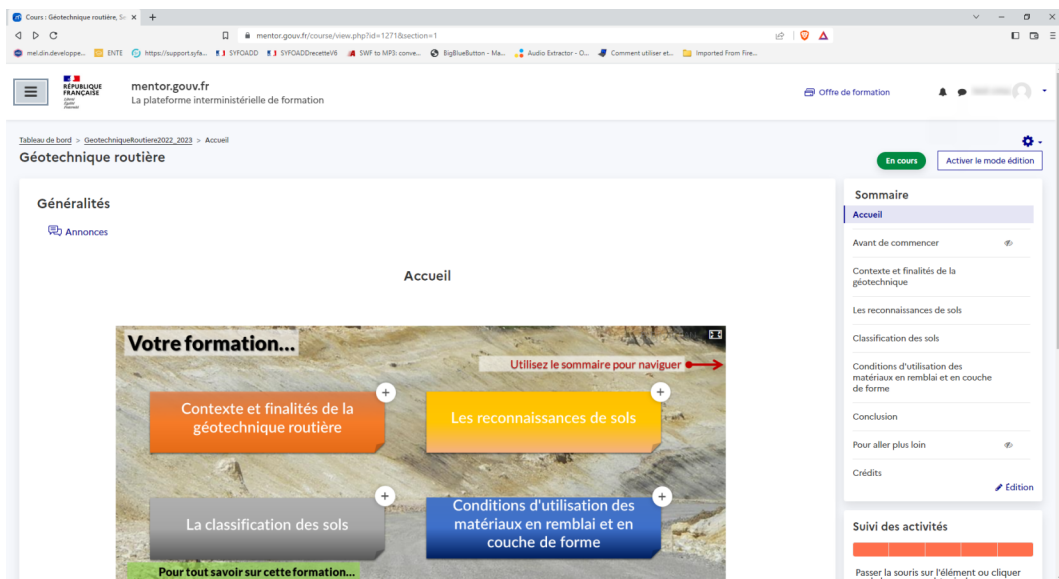 Cours : Géotechnique routière, Se
mentor.gouv.fr/course/view.php?id=1271&section=1
mel.din.developpe...
ENTE
https://support.syfa...
SYFOADD
SYFOADDrecetteV6
SWF to MP3: conve...
BigBlueButton - Ma...
Audio Extractor - O...
Comment utiliser et...
Imported From Fire...
RÉPUBLIQUE
FRANÇAISE
Liberté
Égalité
Fraternité
mentor.gouv.fr
La plateforme interministérielle de formation
Offre de formation
Tableau de bord > GeotechniqueRoutiere2022_2023 > Accueil
Géotechnique routière
En cours
Activer le mode édition
Généralités
Annonces
Accueil
Votre formation...
Utilisez le sommaire pour naviguer
Contexte et finalités de la
géotechnique routière
Les reconnaissances de sols
La classification des sols
Conditions d'utilisation des
matériaux en remblai et en
couche de forme
Pour tout savoir sur cette formation...
Sommaire
Accueil
Avant de commencer
Contexte et finalités de la
géotechnique
Les reconnaissances de sols
Classification des sols
Conditions d'utilisation des
matériaux en remblai et en couche
de forme
Conclusion
Pour aller plus loin
Crédits
Édition
Suivi des activités
Passer la souris sur l'élément ou cliquer